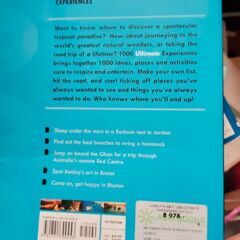 EXPERIENCES
Want to know where to discover a spectacular
tropical paradise? How about journeying to the
world's greatest natural wonders, or taking the
road trip of a lifetime? 1000 Ultimate Experiences
brings together 1000 ideas, places and activities
sure to inspire and entertain. Make your own list,
hit the road, and start ticking off places you've
always wanted to see and things you've always
wanted to do. Who knows where you'll end up!
Sleep under the stars in a Bedouin tent in Jordan
Find out the best beaches to swing a hammock
Jump on board the Ghan for a trip through
Australia's remote Red Centre
Spot Banksy's art in Bristol
Come on, get happy in Bhutan
฿ 978